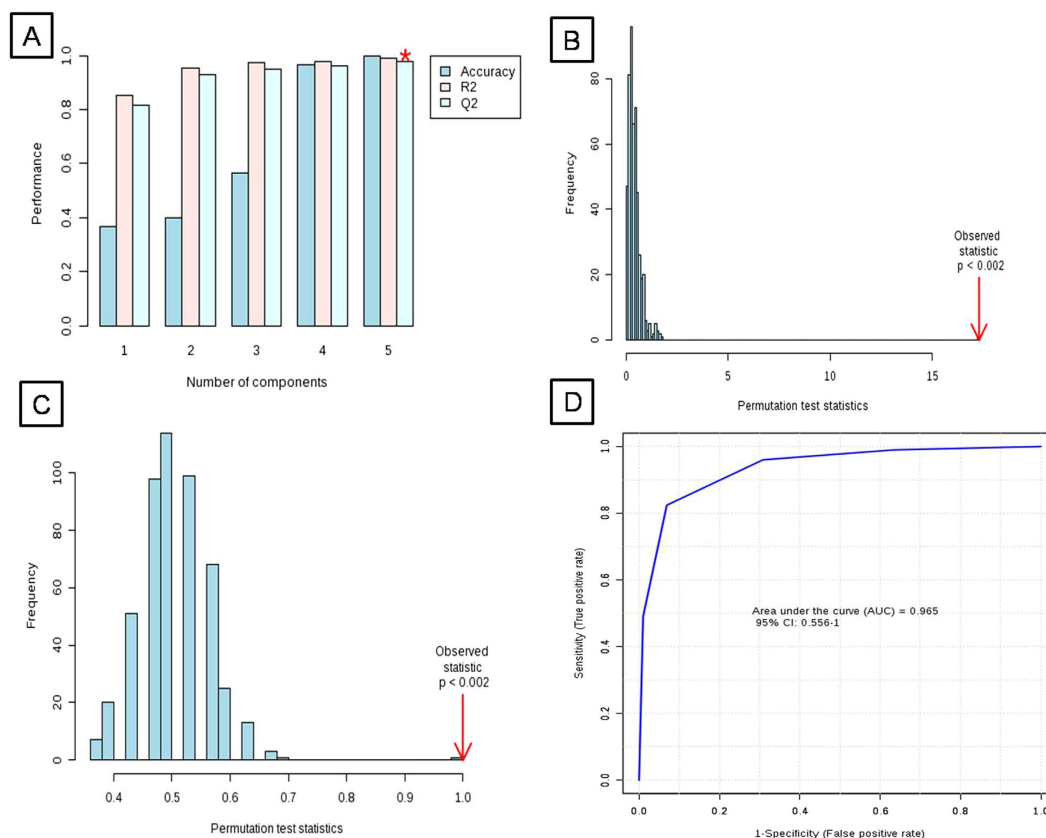 A
1.0
0.8
0.6
0.4
0.2
0.0
Performance
*
Accuracy
R2
Q2
1 2 3 4 5
Number of components
B
80
60
40
20
0
Frequency
Observed
statistic
p < 0.002
0 5 10 15
Permutation test statistics
C
100
80
60
40
20
0
Frequency
Observed
statistic
p < 0.002
0.4 0.5 0.6 0.7 0.8 0.9 1.0
Permutation test statistics
D
1.0
0.8
0.6
0.4
0.2
0.0
Sensitivity (True positive rate)
Area under the curve (AUC) = 0.965
95% CI: 0.556-1
0.0 0.2 0.4 0.6 0.8 1.0
1-Specificity (False positive rate)